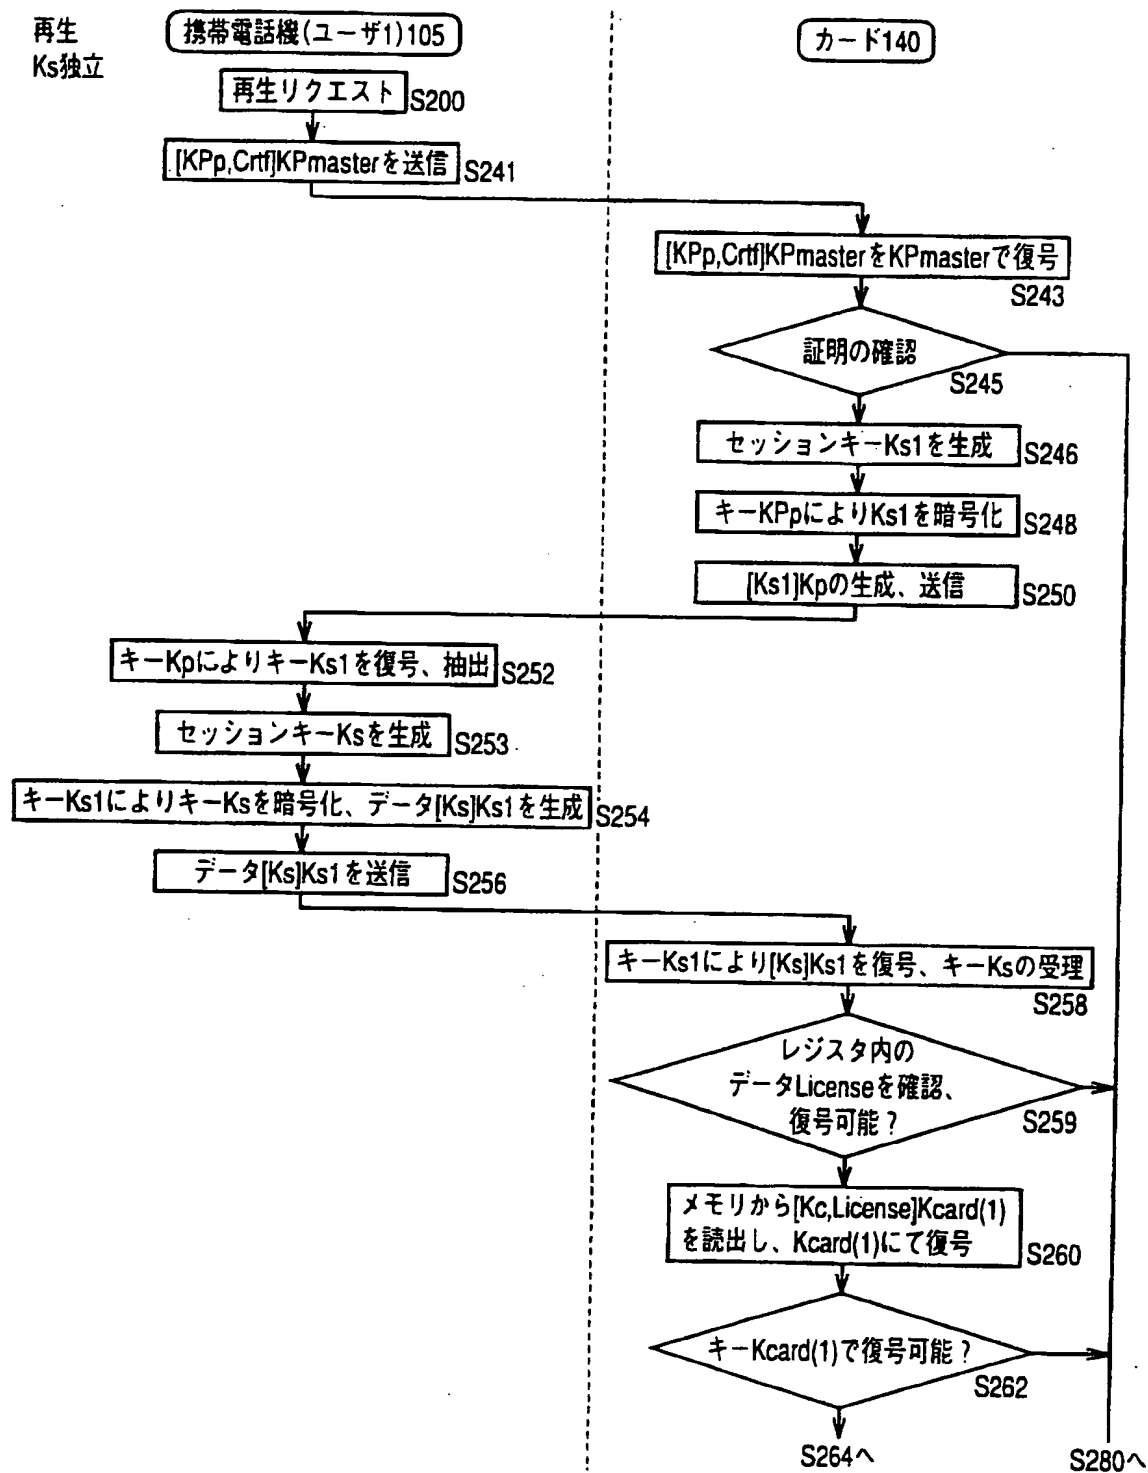 再生
Ks独立
携帯電話機(ユーザ1)105
カード140
再生リクエスト
S200
[KPp,Crtf]KPmasterを送信
S241
[KPp,Crtf]KPmasterをKPmasterで復号
S243
証明の確認
S245
セッションキーKs1を生成
S246
キーKPpによりKs1を暗号化
S248
[Ks1]Kpの生成、送信
S250
キーKpによりキーKs1を復号、抽出
S252
セッションキーKsを生成
S253
キーKs1によりキーKsを暗号化、データ[Ks]Ks1を生成
S254
データ[Ks]Ks1を送信
S256
キーKs1により[Ks]Ks1を復号、キーKsの受理
S258
レジスタ内の
データLicenseを確認、
復号可能？
S259
メモリから[Kc,License]Kcard(1)
を読出し、Kcard(1)にて復号
S260
キーKcard(1)で復号可能？
S262
S264へ
S280へ